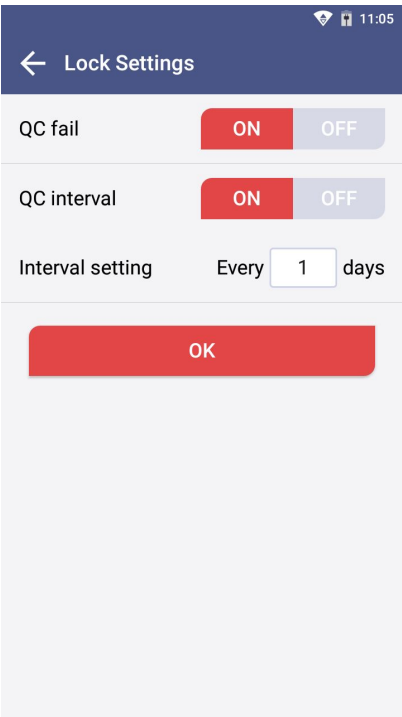 11:05
Lock Settings
QC fail ON OFF
QC interval ON OFF
Interval setting Every 1 days
OK